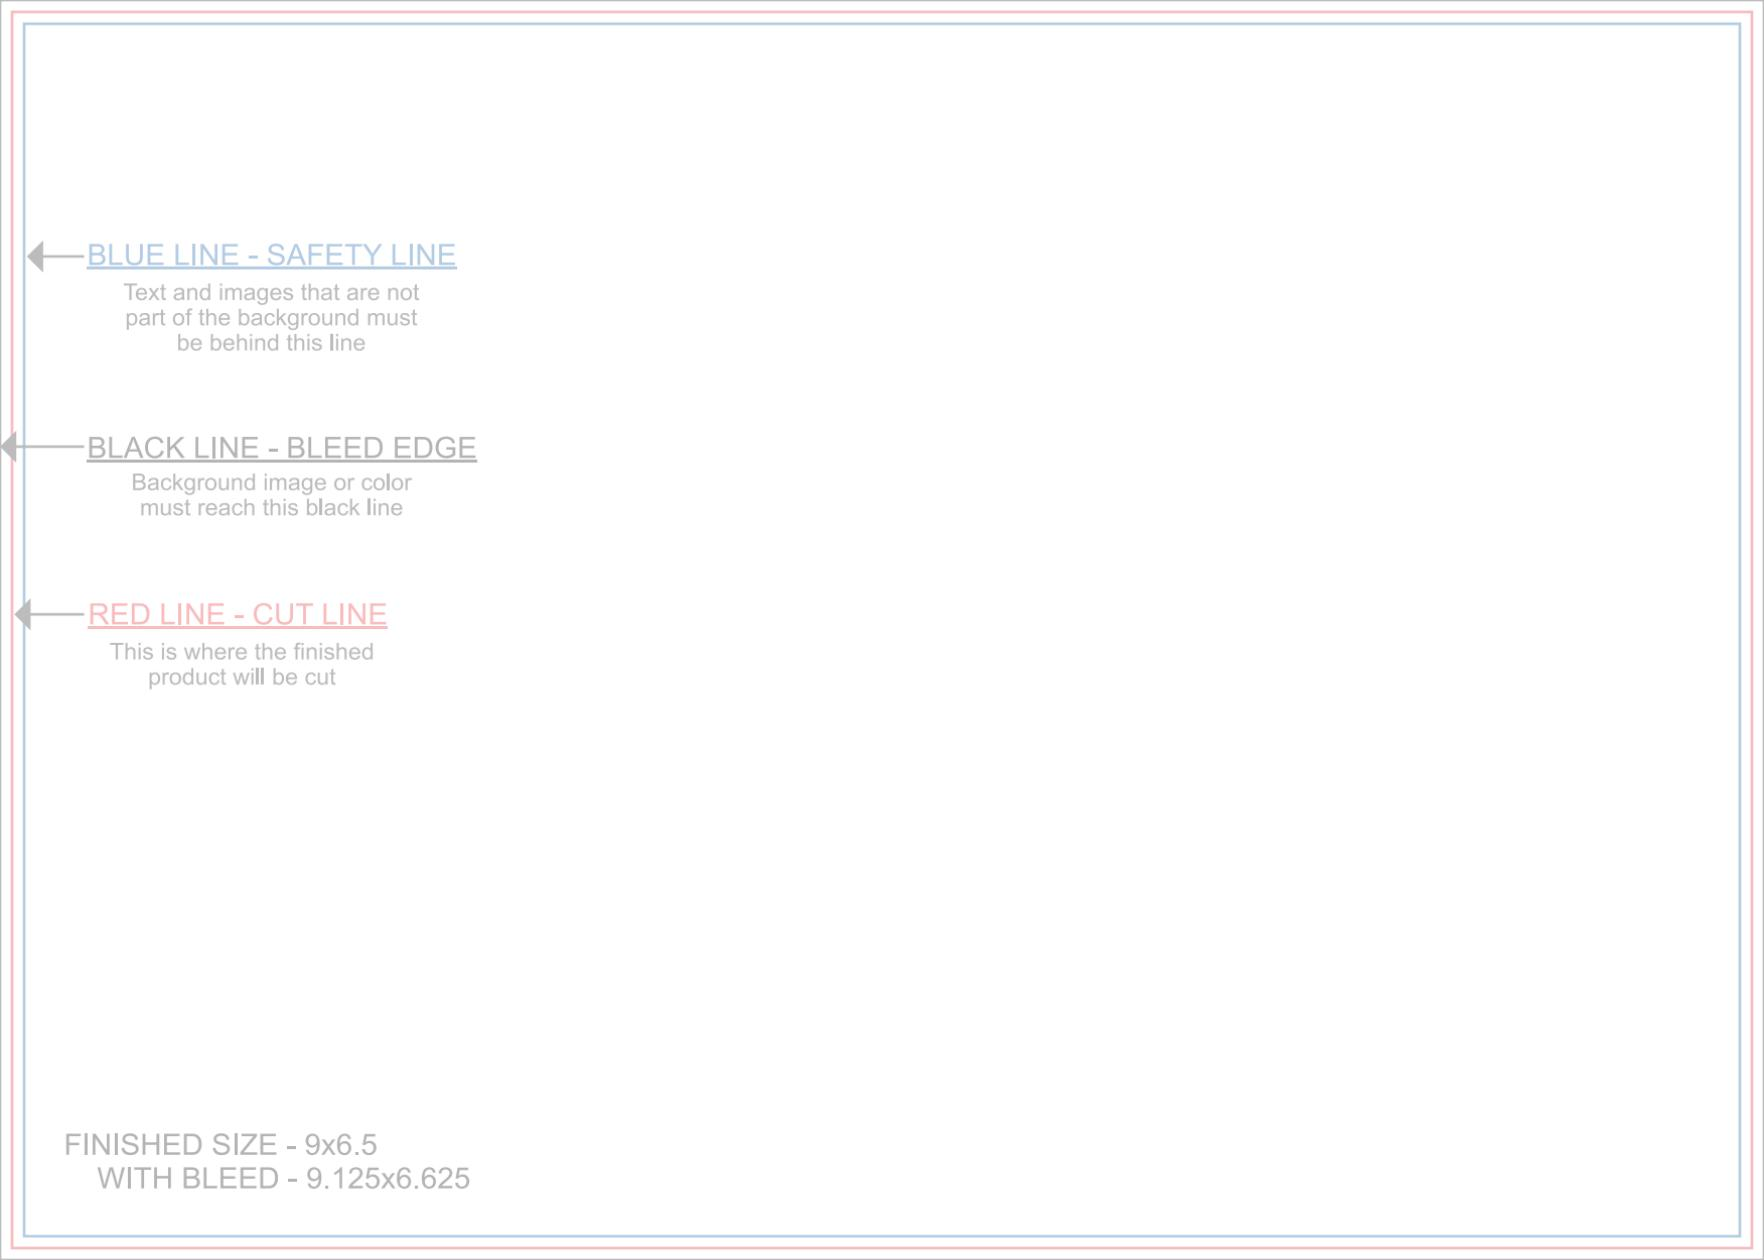 BLUE LINE - SAFETY LINE
Text and images that are not
part of the background must
be behind this line
BLACK LINE - BLEED EDGE
Background image or color
must reach this black line
RED LINE - CUT LINE
This is where the finished
product will be cut
FINISHED SIZE - 9x6.5
WITH BLEED - 9.125x6.625